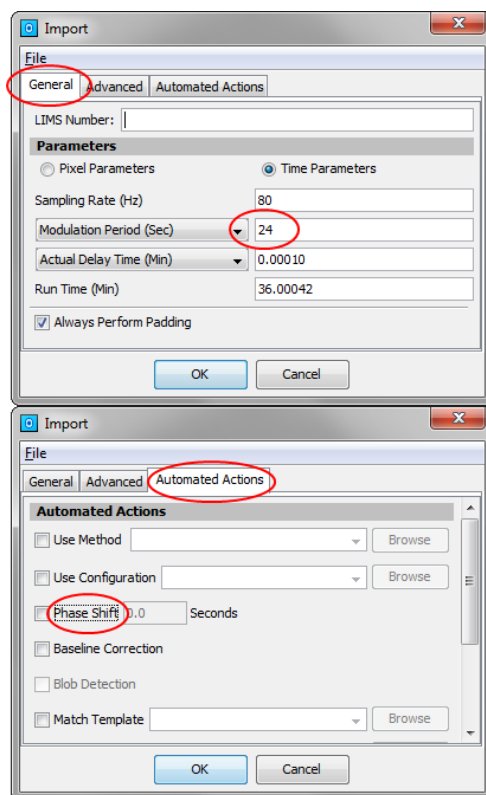 Import
File
General Advanced Automated Actions
LIMS Number:
Parameters
Pixel Parameters Time Parameters
Sampling Rate (Hz) 80
Modulation Period (Sec) 24
Actual Delay Time (Min) 0.00010
Run Time (Min) 36.00042
Always Perform Padding
OK Cancel
Import
File
General Advanced Automated Actions
Automated Actions
Use Method Browse
Use Configuration Browse
Phase Shift 0.0 Seconds
Baseline Correction
Blob Detection
Match Template Browse
OK Cancel